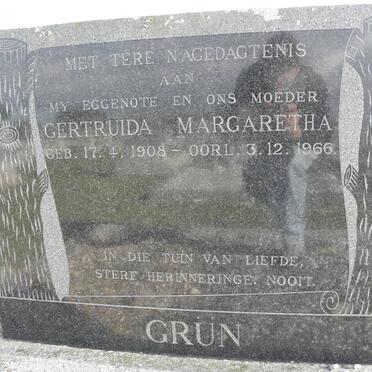 MET TERE NAGEDAGTENIS
AAN
MY EGGENOTE EN ONS MOEDER
GERTRUIDA MARGARETHA
GEB. 17. 4. 1908 - OORL. 3. 12. 1966.
IN DIE TUIN VAN LIEFDE,
STERF HERINNERINGE NOOIT.
GRÜN